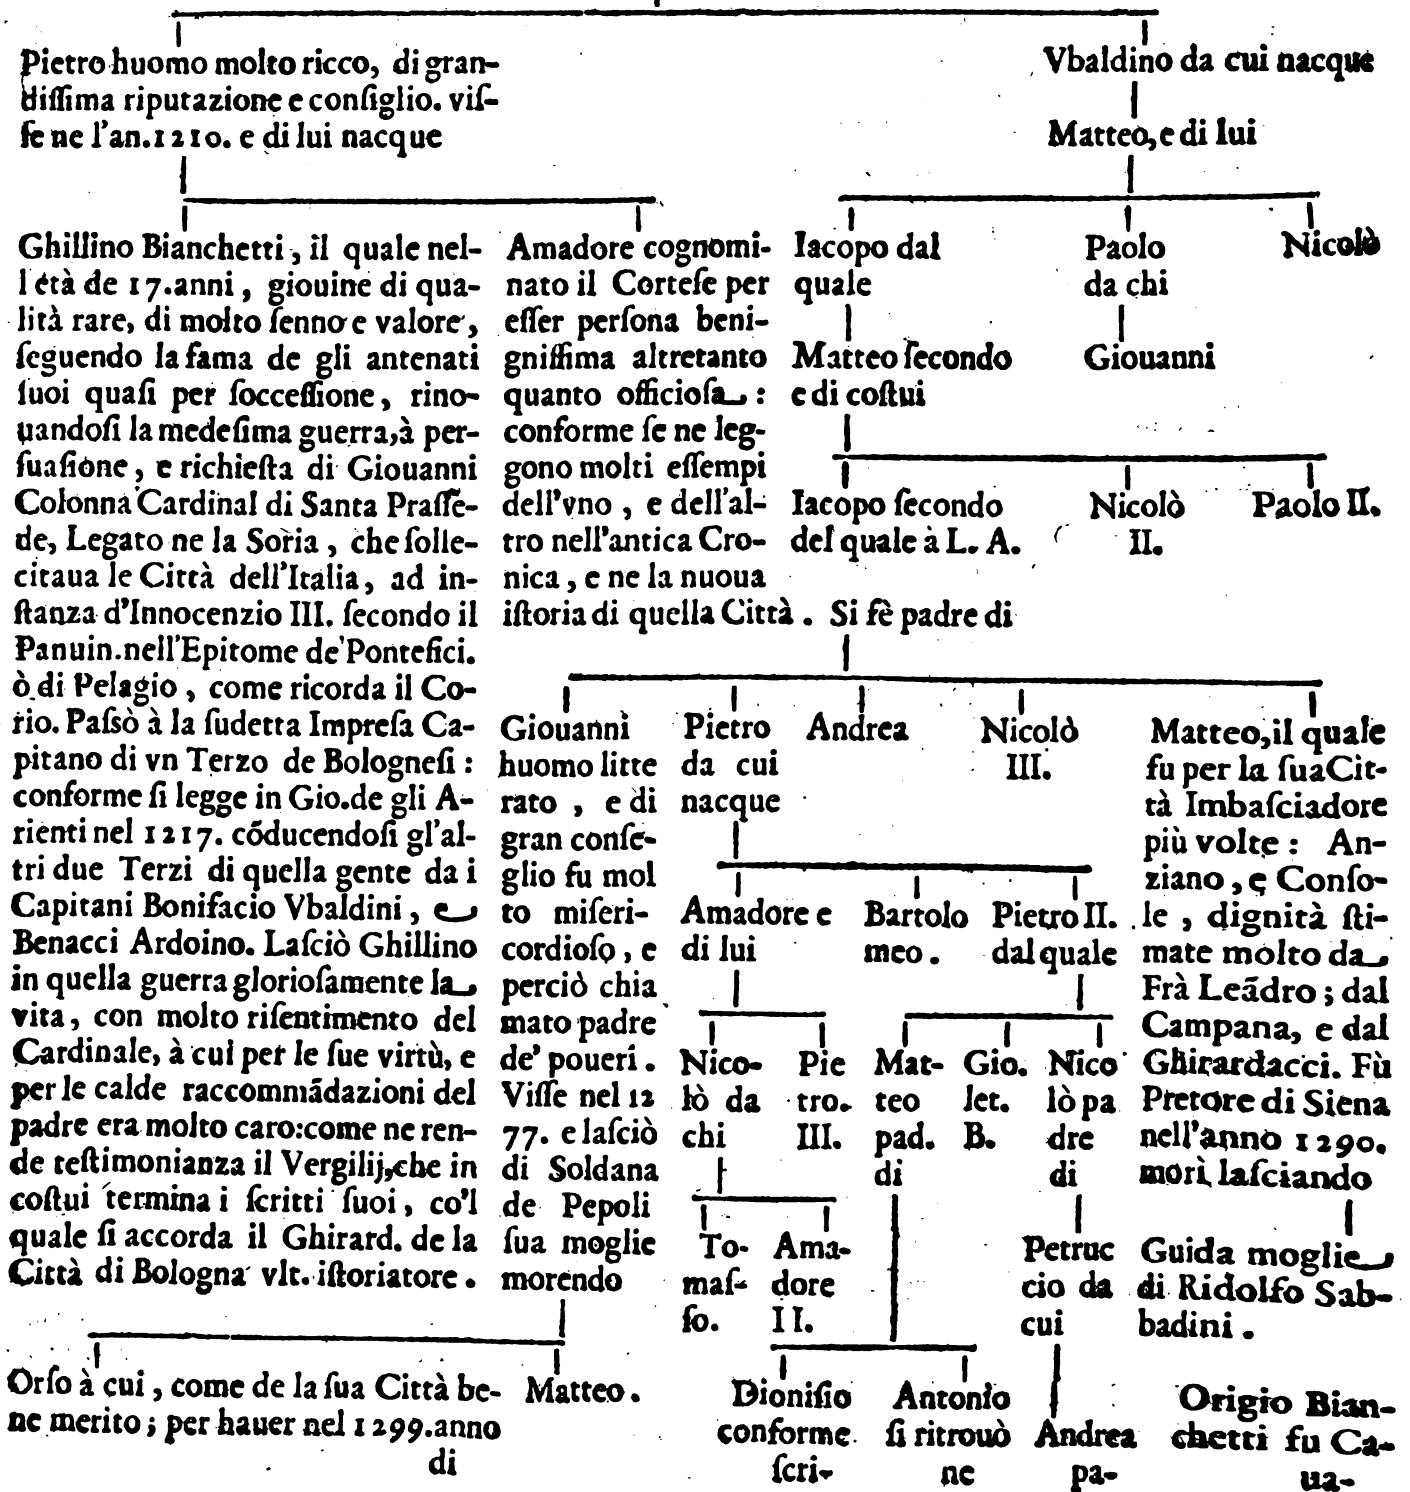 Pietro huomo molto ricco, di gran-
diſſima riputazione e conſiglio. viſ-
ſe ne l'an.1210. e di lui nacque
Vbaldino da cui nacque
Matteo, e di lui
Ghillino Bianchetti, il quale nel-
l età de 17.anni, giouine di qua-
lità rare, di molto ſenno e valore,
ſeguendo la fama de gli antenati
ſuoi quaſi per ſocceſſione, rino-
uandoſi la medeſima guerra, à per-
ſuaſione, e richieſta di Giouanni
Colonna Cardinal di Santa Praſſe-
de, Legato ne la Soria, che ſolle-
citaua le Città dell'Italia, ad in-
ſtanza d'Innocenzio III. ſecondo il
Panuin.nell'Epitome de'Pontefici.
ò di Pelagio, come ricorda il Co-
rio. Paſsò à la ſudetta Impreſa Ca-
pitano di vn Terzo de Bologneſi:
conforme ſi legge in Gio.de gli A-
rienti nel 1217. cõducendoſi gl'al-
tri due Terzi di quella gente da i
Capitani Bonifacio Vbaldini, e
Benacci Ardoino. Laſciò Ghillino
in quella guerra glorioſamente la
vita, con molto riſentimento del
Cardinale, à cui per le ſue virtù, e
per le calde raccommãdazioni del
padre era molto caro:come ne ren-
de teſtimonianza il Vergilij,che in
coſtui termina i ſcritti ſuoi, co'l
quale ſi accorda il Ghirard. de la
Città di Bologna vlt. iſtoriatore.
Amadore cognomi-
nato il Corteſe per
eſſer perſona beni-
gniſſima altretanto
quanto officioſa:
conforme ſe ne leg-
gono molti eſſempi
dell'vno, e dell'al-
tro nell'antica Cro-
nica, e ne la nuoua
iſtoria di quella Città. Si fè padre di
Iacopo dal
quale
Paolo
da chi
Nicolò
Matteo ſecondo
e di coſtui
Giouanni
Iacopo ſecondo
del quale à L. A.
Nicolò
II.
Paolo II.
Giouanni
huomo litte
rato, e di
gran conſe-
glio fu mol
to miſeri-
cordioſo, e
perciò chia
mato padre
de' poueri.
Viſſe nel 12
77. e laſciò
di Soldana
de Pepoli
ſua moglie
morendo
Pietro
da cui
nacque
Andrea
Nicolò
III.
Matteo,il quale
fu per la ſuaCit-
tà Imbaſciadore
più volte: An-
ziano, e Conſo-
le, dignità ſti-
mate molto da
Frà Leãdro; dal
Campana, e dal
Ghirardacci. Fù
Pretore di Siena
nell'anno 1290.
morì, laſciando
Amadore e
di lui
Bartolo
meo.
Pietro II.
dal quale
Nico-
lò da
chi
Pie
tro.
III.
Mat-
teo
pad.
di
Gio.
let.
B.
Nico
lò pa
dre
di
To-
maſ-
ſo.
Ama-
dore
II.
Petruc
cio da
cui
Guida moglie
di Ridolfo Sab-
badini.
Orſo à cui, come de la ſua Città be-
ne merito; per hauer nel 1299.anno
di
Matteo.
Dioniſio
conforme
ſcri-
Antonio
ſi ritrouò
ne
Andrea
pa-
Origio Bian-
chetti fu Ca-
ua-